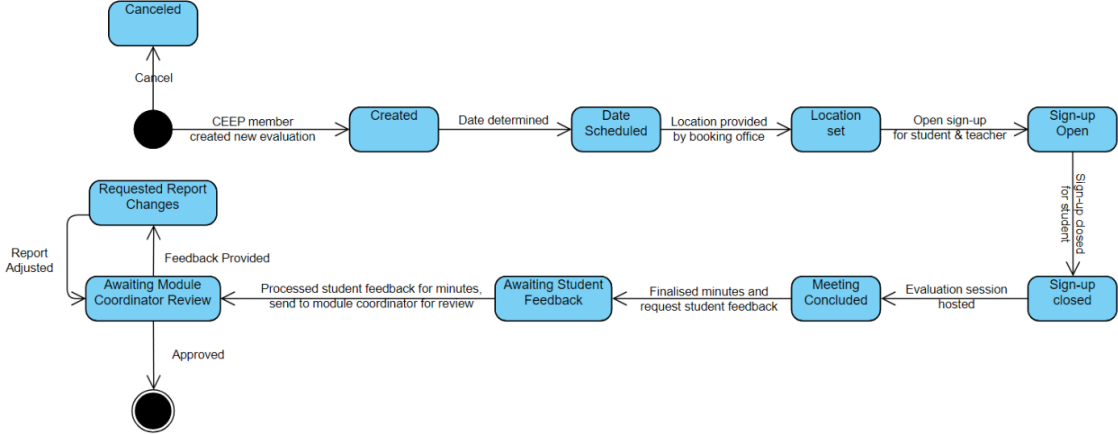 Canceled
Cancel
CEEP member
created new evaluation
Created
Date determined
Date
Scheduled
Location provided
by booking office
Location
set
Open sign-up
for student & teacher
Sign-up
Open
Sign-up closed
for student
Requested Report
Changes
Report
Adjusted
Feedback Provided
Awaiting Module
Coordinator Review
Processed student feedback for minutes,
send to module coordinator for review
Awaiting Student
Feedback
Finalised minutes and
request student feedback
Meeting
Concluded
Evaluation session
hosted
Sign-up
closed
Approved